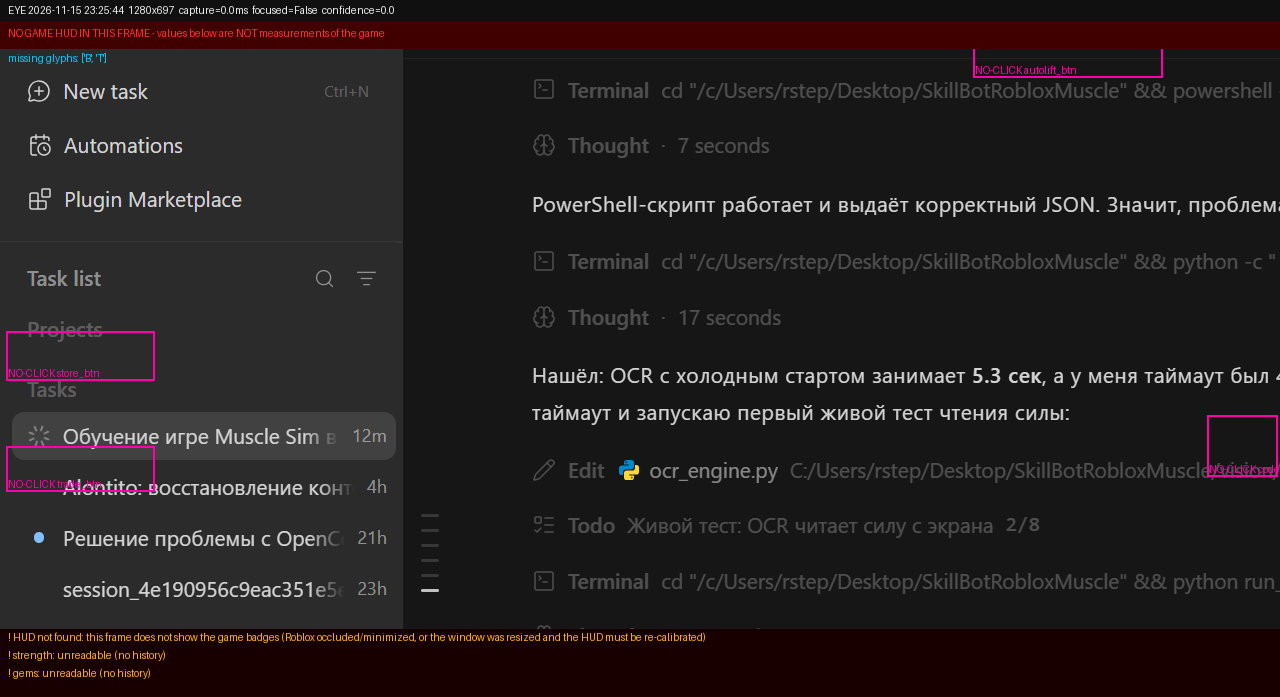 EYE 2026-11-15 23:25:44 1280x697 capture=0.0ms focused=False confidence=0.0
NO GAME HUD IN THIS FRAME - values below are NOT measurements of the game
missing glyphs: ['B', 'T']
NO-CLICK autolift_btn
New task Ctrl+N
Automations
Plugin Marketplace
Task list
Projects
NO-CLICK store_btn
Tasks
Обучение игре Muscle Sim 12m
NO-CLICK
восстановление 4h
Решение проблемы с 21h
23h
Terminal cd "/c/Users/rstep/Desktop/SkillBotRobloxMuscle" && powershell
Thought · 7 seconds
PowerShell-скрипт работает и выдаёт корректный JSON. Значит,
Terminal cd "/c/Users/rstep/Desktop/SkillBotRobloxMuscle" && python -c "
Thought · 17 seconds
Нашёл: OCR с холодным стартом занимает 5.3 сек, а у меня таймаут был
таймаут и запускаю первый живой тест чтения силы:
Edit ocr_engine.py C:/Users/rstep/Desktop/SkillBotRobloxMuscle/vision/
NO-CLICK
Todo Живой тест: OCR читает силу с экрана 2/8
Terminal cd "/c/Users/rstep/Desktop/SkillBotRobloxMuscle" && python run_
! HUD not found: this frame does not show the game badges (Roblox occluded/minimized, or the window was resized and the HUD must be re-calibrated)
! strength: unreadable (no history)
! gems: unreadable (no history)